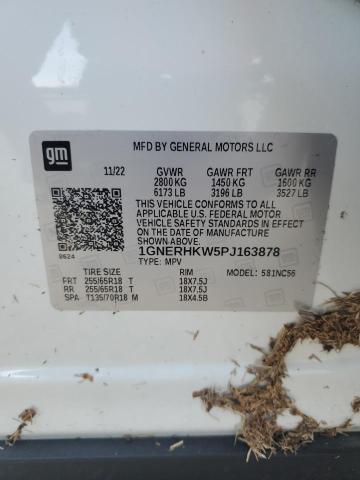 gm
MFD BY GENERAL MOTORS LLC
11/22 GVWR GAWR FRT GAWR RR
2800 KG 1450 KG 1600 KG
6173 LB 3196 LB 3527 LB
THIS VEHICLE CONFORMS TO ALL
APPLICABLE U.S. FEDERAL MOTOR
VEHICLE SAFETY STANDARDS IN EFFECT
ON THE DATE OF MANUFACTURE
SHOWN ABOVE.
8624 1GNERHKW5PJ163878
TYPE: MPV
TIRE SIZE RIM MODEL: 581NC56
FRT 255/65R18 T 18X7.5J
RR 255/65R18 T 18X7.5J
SPA T135/70R18 M 18X4.5B